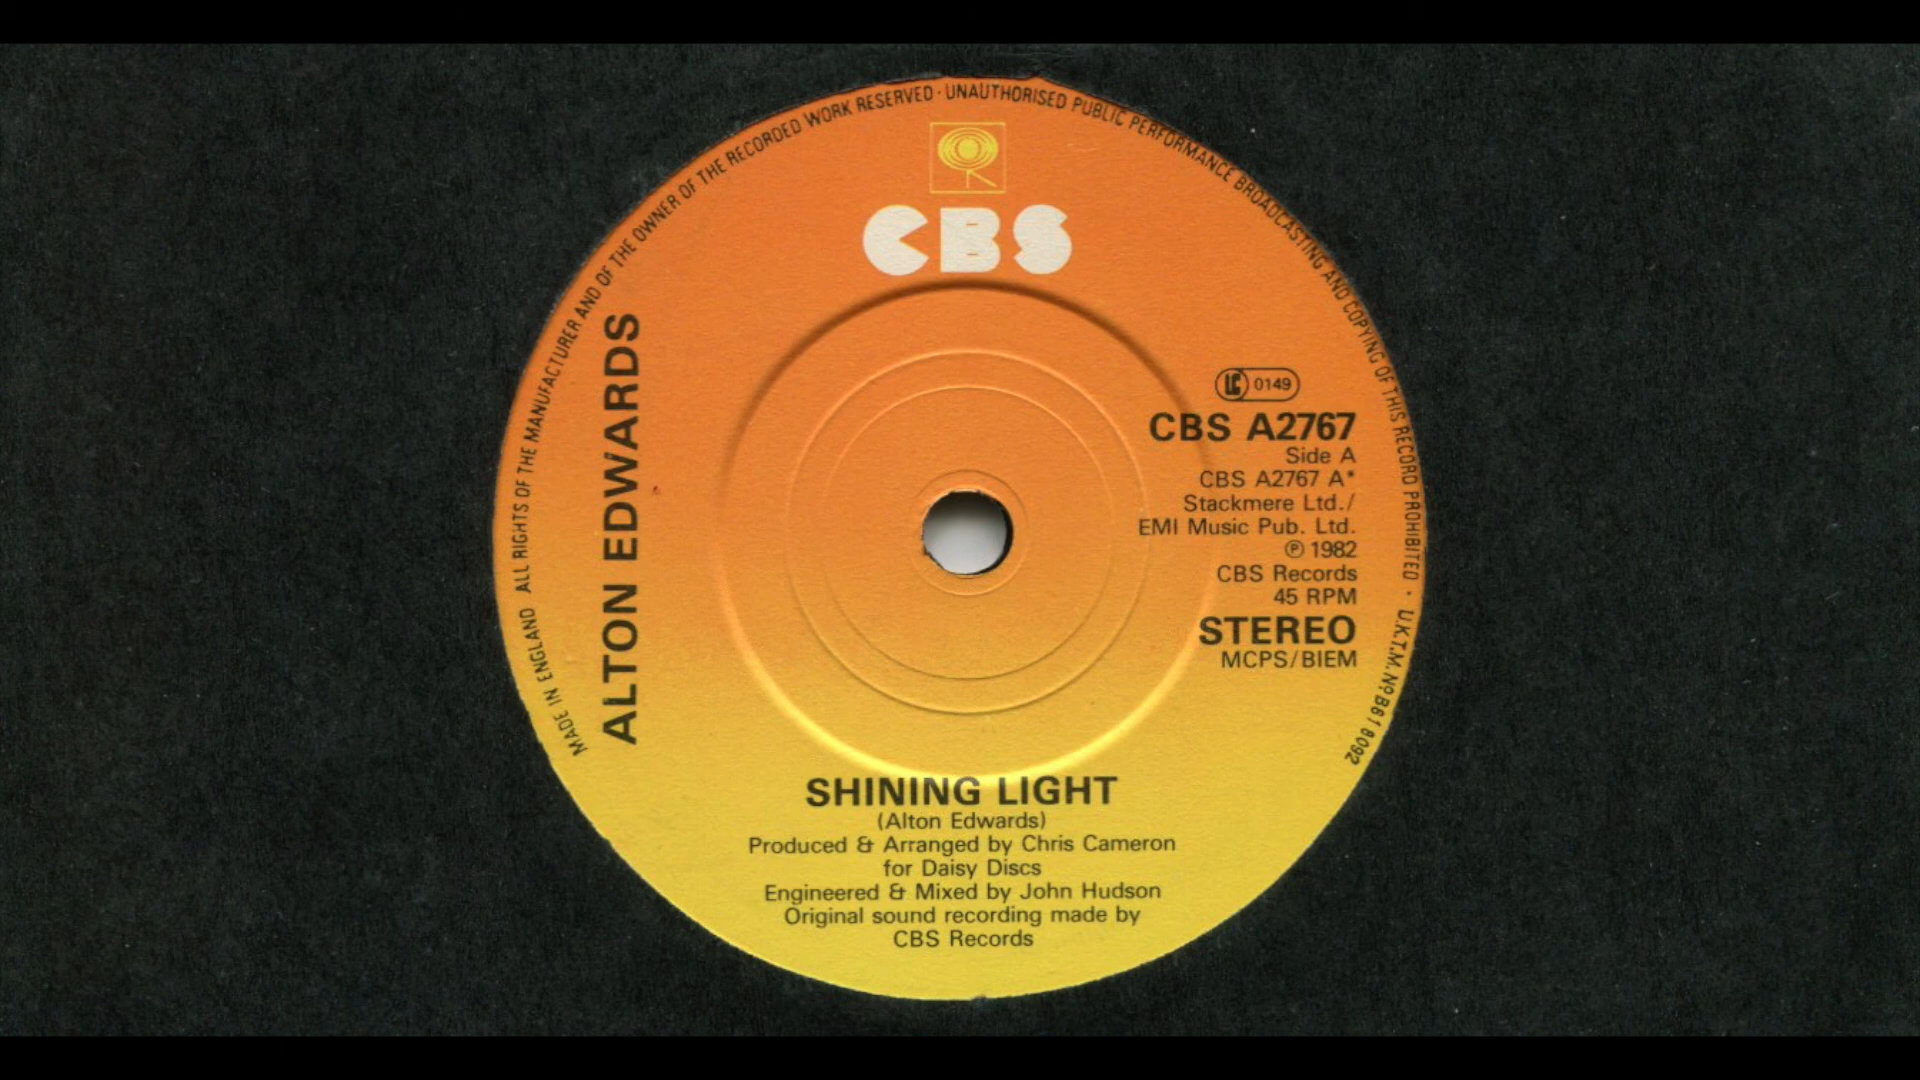 MADE IN ENGLAND ALL RIGHTS OF THE MANUFACTURER AND OF THE OWNER OF THE RECORDED WORK RESERVED · UNAUTHORISED PUBLIC PERFORMANCE BROADCASTING AND COPYING OF THIS RECORD PROHIBITED · U.K.T.M. Nº B618092
CBS
ALTON EDWARDS
LC 0149
CBS A2767
Side A
CBS A2767 A*
Stackmere Ltd./
EMI Music Pub. Ltd.
℗ 1982
CBS Records
45 RPM
STEREO
MCPS/BIEM
SHINING LIGHT
(Alton Edwards)
Produced & Arranged by Chris Cameron
for Daisy Discs
Engineered & Mixed by John Hudson
Original sound recording made by
CBS Records